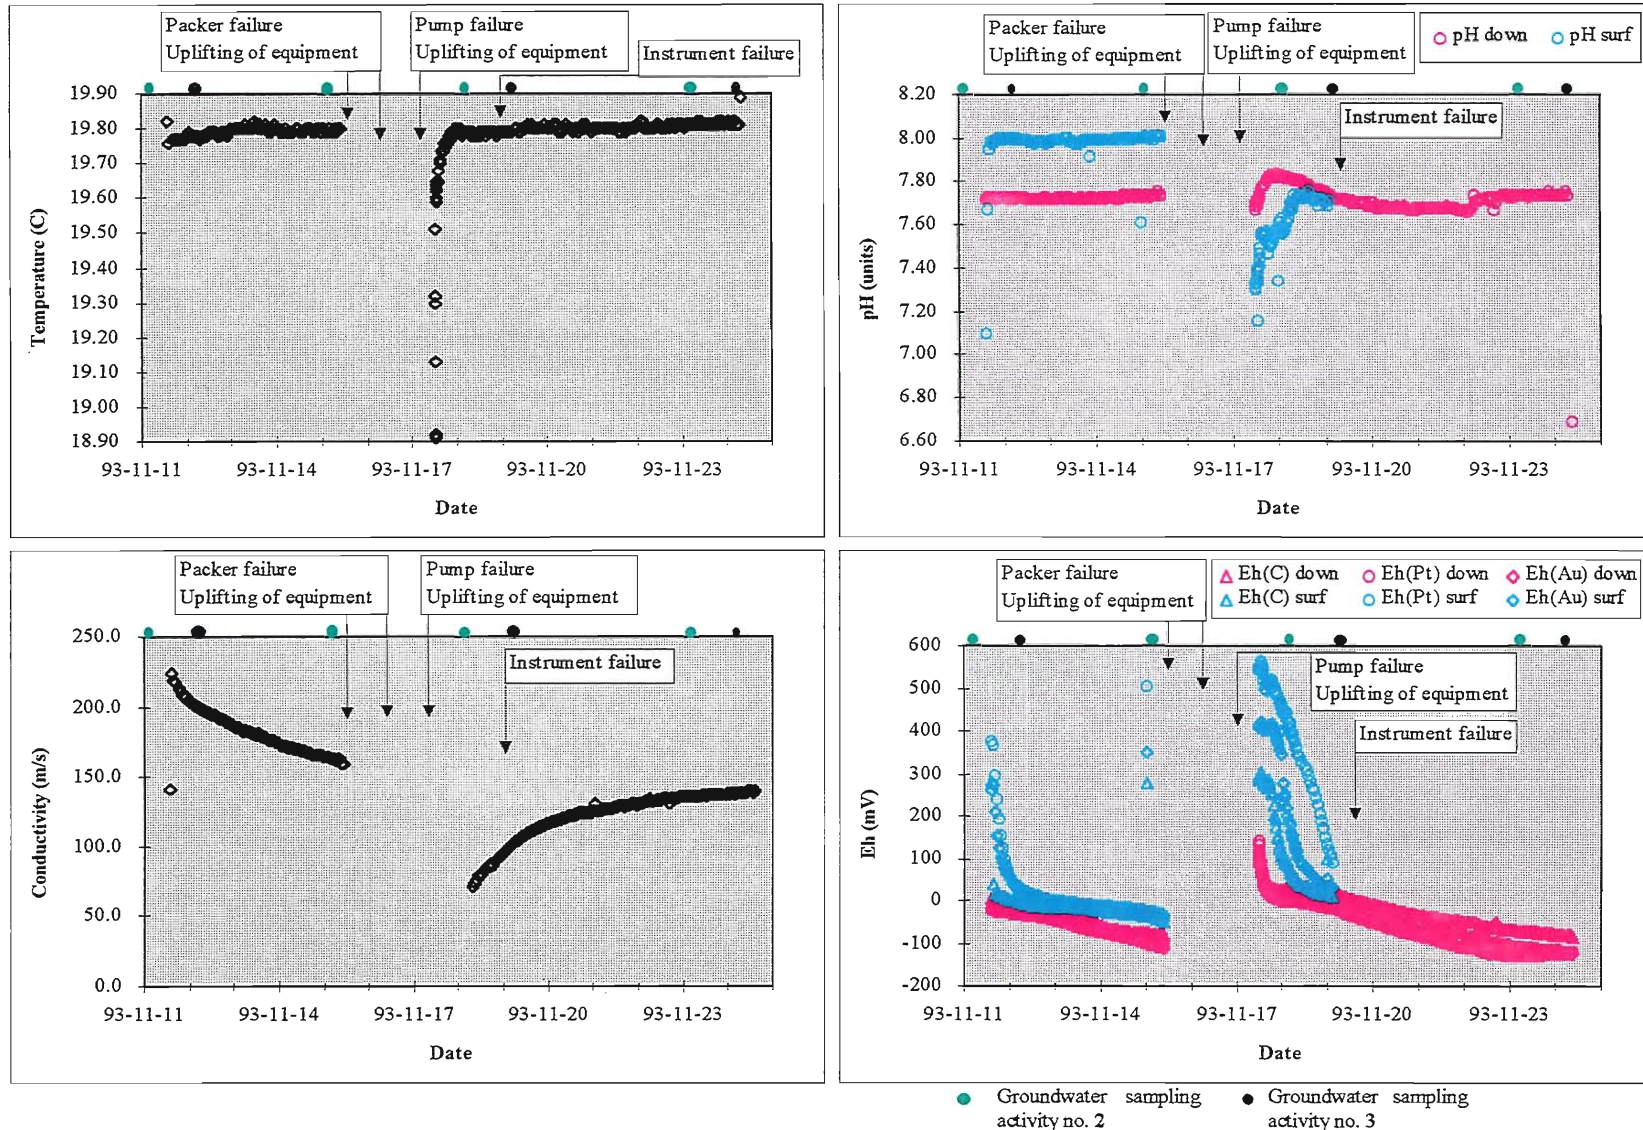 Packer failure
Uplifting of equipment
Pump failure
Uplifting of equipment
Instrument failure
19.90
19.80
19.70
19.60
19.50
19.40
19.30
19.20
19.10
19.00
18.90
Temperature (C)
93-11-11
93-11-14
93-11-17
93-11-20
93-11-23
Date
Packer failure
Uplifting of equipment
Pump failure
Uplifting of equipment
pH down
pH surf
Instrument failure
8.20
8.00
7.80
7.60
7.40
7.20
7.00
6.80
6.60
pH (units)
93-11-11
93-11-14
93-11-17
93-11-20
93-11-23
Date
Packer failure
Uplifting of equipment
Pump failure
Uplifting of equipment
Instrument failure
250.0
200.0
150.0
100.0
50.0
0.0
Conductivity (m/s)
93-11-11
93-11-14
93-11-17
93-11-20
93-11-23
Date
Packer failure
Uplifting of equipment
Eh(C) down
Eh(Pt) down
Eh(Au) down
Eh(C) surf
Eh(Pt) surf
Eh(Au) surf
Pump failure
Uplifting of equipment
Instrument failure
600
500
400
300
200
100
0
-100
-200
Eh (mV)
93-11-11
93-11-14
93-11-17
93-11-20
93-11-23
Date
Groundwater sampling
activity no. 2
Groundwater sampling
activity no. 3